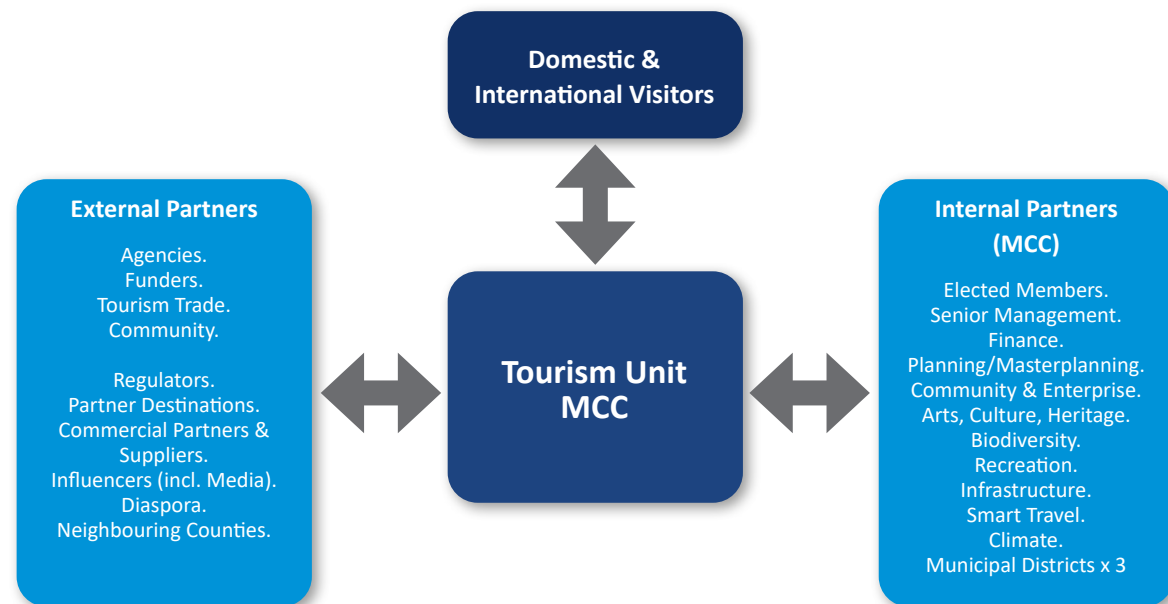 Domestic &
International Visitors
External Partners
Agencies.
Funders.
Tourism Trade.
Community.
Regulators.
Partner Destinations.
Commercial Partners &
Suppliers.
Influencers (incl. Media).
Diaspora.
Neighbouring Counties.
Tourism Unit
MCC
Internal Partners
(MCC)
Elected Members.
Senior Management.
Finance.
Planning/Masterplanning.
Community & Enterprise.
Arts, Culture, Heritage.
Biodiversity.
Recreation.
Infrastructure.
Smart Travel.
Climate.
Municipal Districts x 3